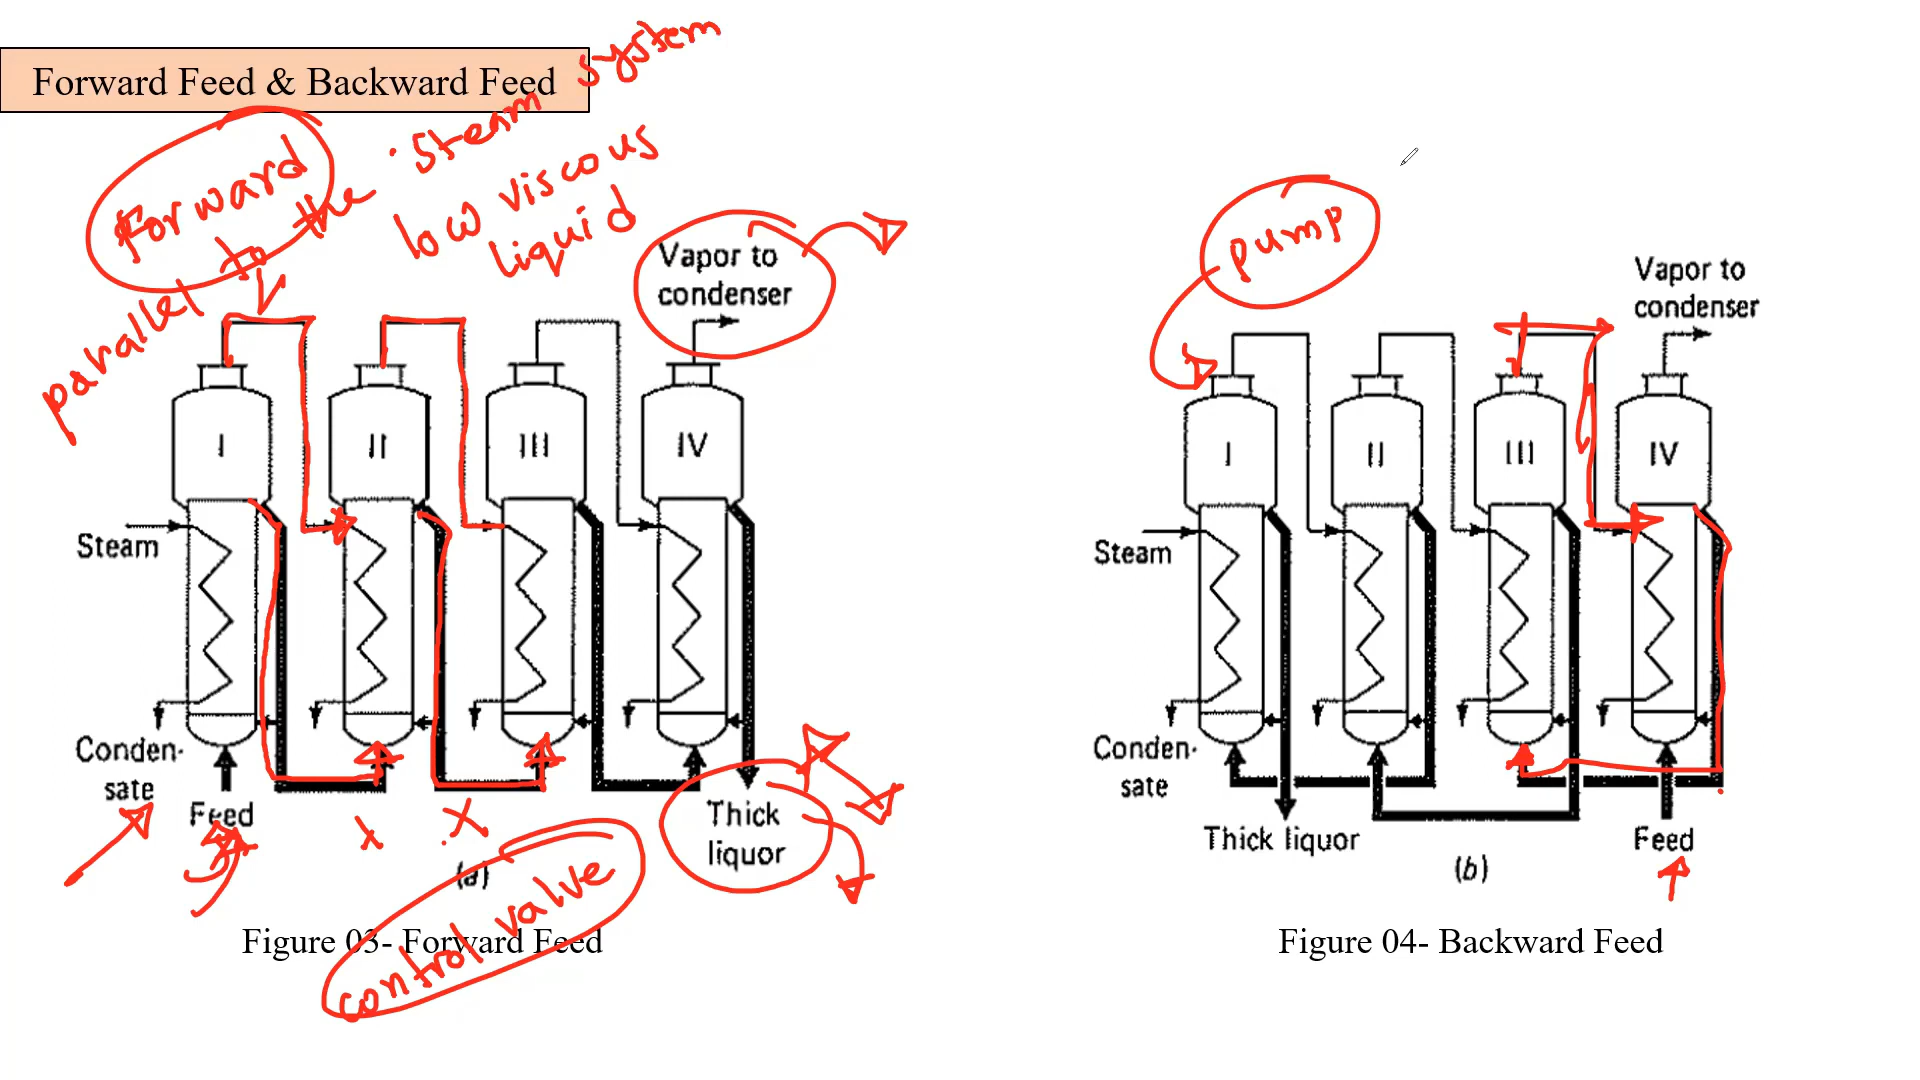 Forward Feed & Backward Feed
Forward
parallel to the steam system
low viscous
liquid
Vapor to
condenser
I
II
III
IV
Steam
Conden-
sate
Feed
Thick
liquor
(a)
control valve
Figure 03- Forward Feed
pump
Vapor to
condenser
I
II
III
IV
Steam
Conden-
sate
Thick liquor
Feed
(b)
Figure 04- Backward Feed